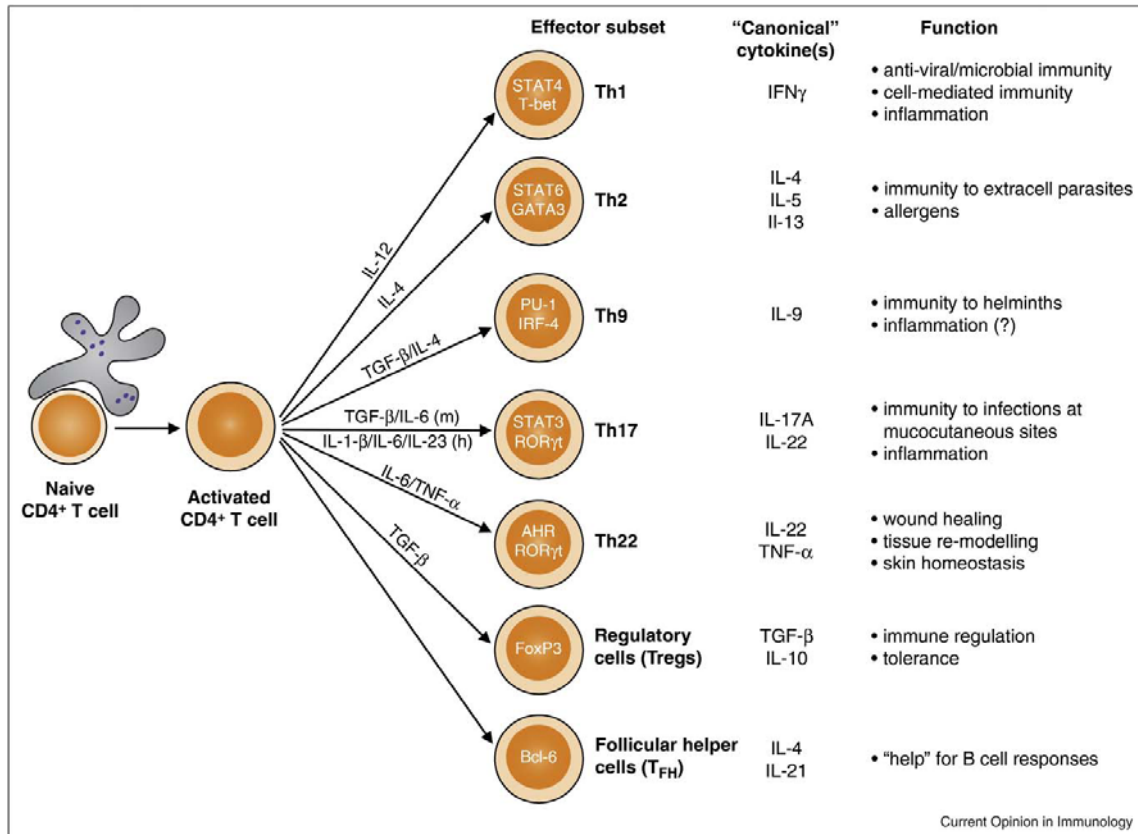 Effector subset
“Canonical” cytokine(s)
Function
STAT4
T-bet
Th1
IFNγ
• anti-viral/microbial immunity
• cell-mediated immunity
• inflammation
STAT6
GATA3
Th2
IL-4
IL-5
Il-13
• immunity to extracell parasites
• allergens
PU-1
IRF-4
Th9
IL-9
• immunity to helminths
• inflammation (?)
STAT3
RORγt
Th17
IL-17A
IL-22
• immunity to infections at
mucocutaneous sites
• inflammation
AHR
RORγt
Th22
IL-22
TNF-α
• wound healing
• tissue re-modelling
• skin homeostasis
FoxP3
Regulatory
cells (Tregs)
TGF-β
IL-10
• immune regulation
• tolerance
Bcl-6
Follicular helper
cells (TFH)
IL-4
IL-21
• “help” for B cell responses
IL-12
IL-4
TGF-β/IL-4
TGF-β/IL-6 (m)
IL-1-β/IL-6/IL-23 (h)
IL-6/TNF-α
TGF-β
Naive
CD4+ T cell
Activated
CD4+ T cell
Current Opinion in Immunology